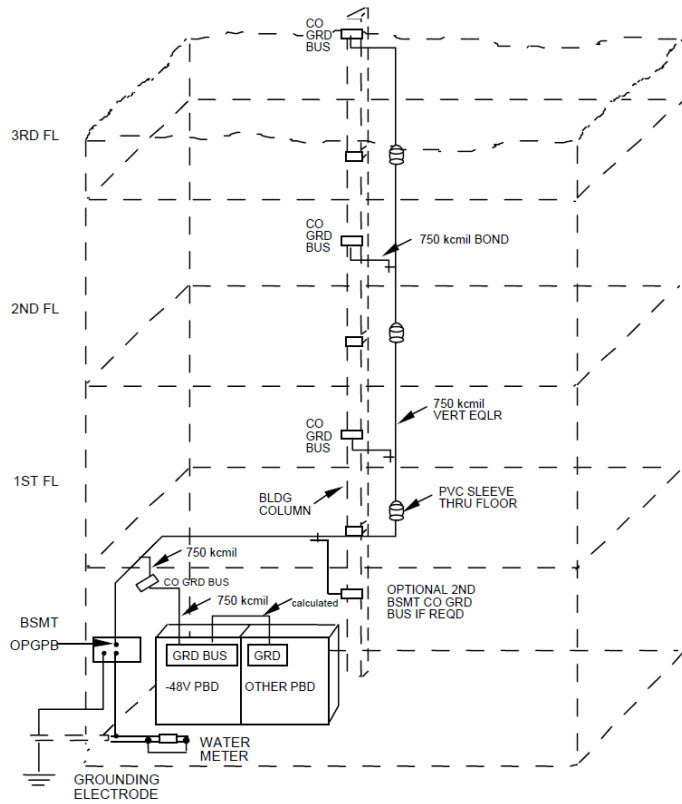 CO
GRD
BUS
3RD FL
CO
GRD
BUS
750 kcmil BOND
2ND FL
750 kcmil
VERT EQLR
CO
GRD
BUS
1ST FL
BLDG
COLUMN
PVC SLEEVE
THRU FLOOR
750 kcmil
CO GRD BUS
750 kcmil
calculated
OPTIONAL 2ND
BSMT CO GRD
BUS IF REQD
BSMT
OPGPB
GRD BUS
GRD
-48V PBD
OTHER PBD
WATER
METER
GROUNDING
ELECTRODE